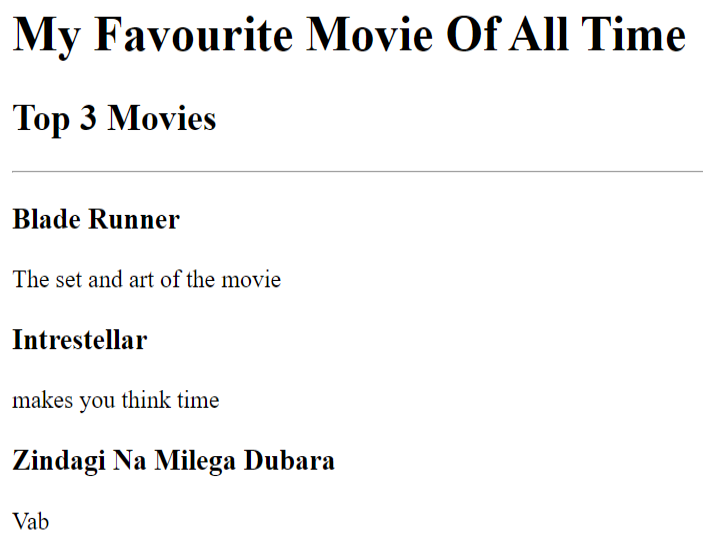 My Favourite Movie Of All Time
Top 3 Movies
Blade Runner
The set and art of the movie
Intrestellar
makes you think time
Zindagi Na Milega Dubara
Vab